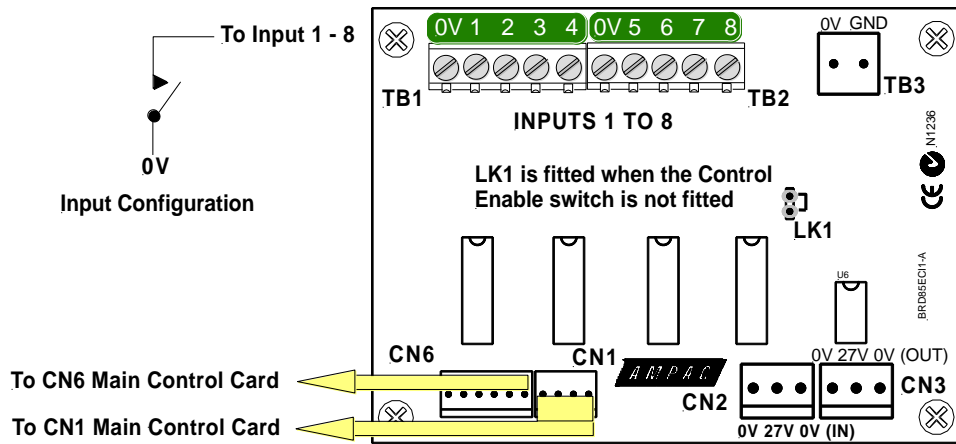 To Input 1 - 8
0V
Input Configuration
0V 1 2 3 4 0V 5 6 7 8
0V GND
TB1
TB2
TB3
INPUTS 1 TO 8
N1236
CE
LK1 is fitted when the Control
Enable switch is not fitted
LK1
U6
BRD85ECI1-A
CN6
CN1
AMPAC
CN2
0V 27V 0V (OUT)
CN3
0V 27V 0V (IN)
To CN6 Main Control Card
To CN1 Main Control Card